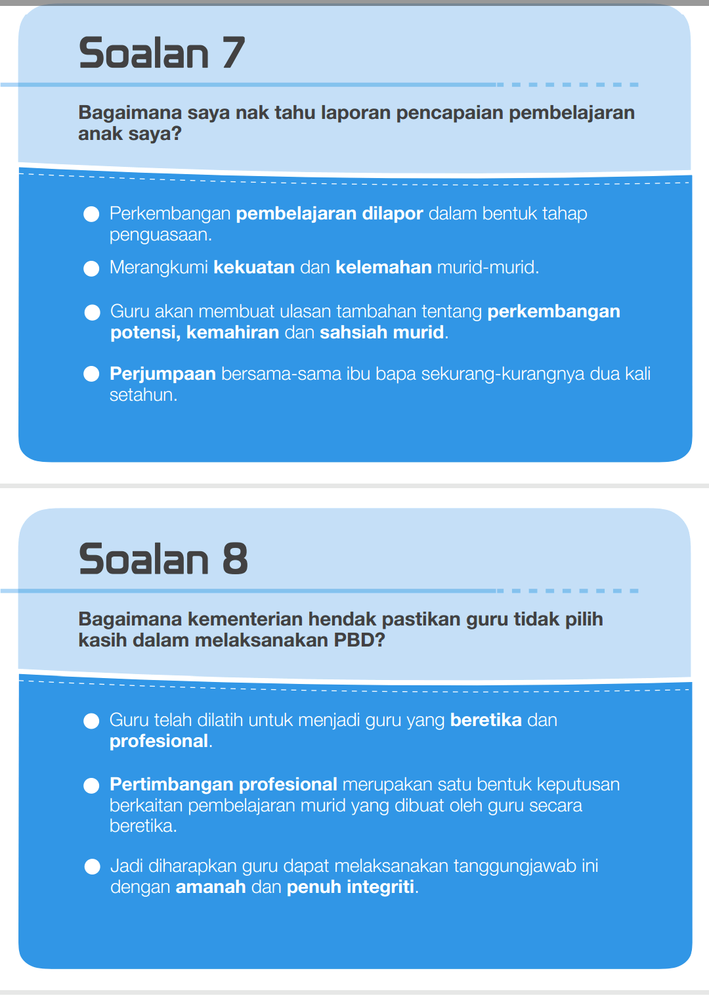 Soalan 7
Bagaimana saya nak tahu laporan pencapaian pembelajaran
anak saya?
Perkembangan pembelajaran dilapor dalam bentuk tahap
penguasaan.
Merangkumi kekuatan dan kelemahan murid-murid.
Guru akan membuat ulasan tambahan tentang perkembangan
potensi, kemahiran dan sahsiah murid.
Perjumpaan bersama-sama ibu bapa sekurang-kurangnya dua kali
setahun.
Soalan 8
Bagaimana kementerian hendak pastikan guru tidak pilih
kasih dalam melaksanakan PBD?
Guru telah dilatih untuk menjadi guru yang beretika dan
profesional.
Pertimbangan profesional merupakan satu bentuk keputusan
berkaitan pembelajaran murid yang dibuat oleh guru secara
beretika.
Jadi diharapkan guru dapat melaksanakan tanggungjawab ini
dengan amanah dan penuh integriti.